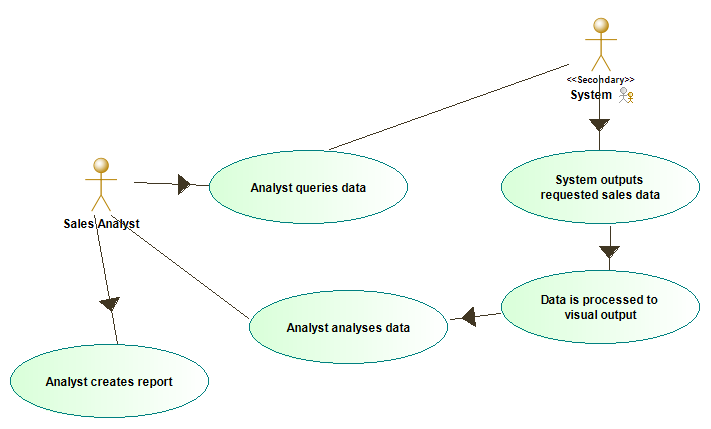 <<Secondary>>
System
Analyst queries data
System outputs
requested sales data
Sales Analyst
Data is processed to
visual output
Analyst analyses data
Analyst creates report